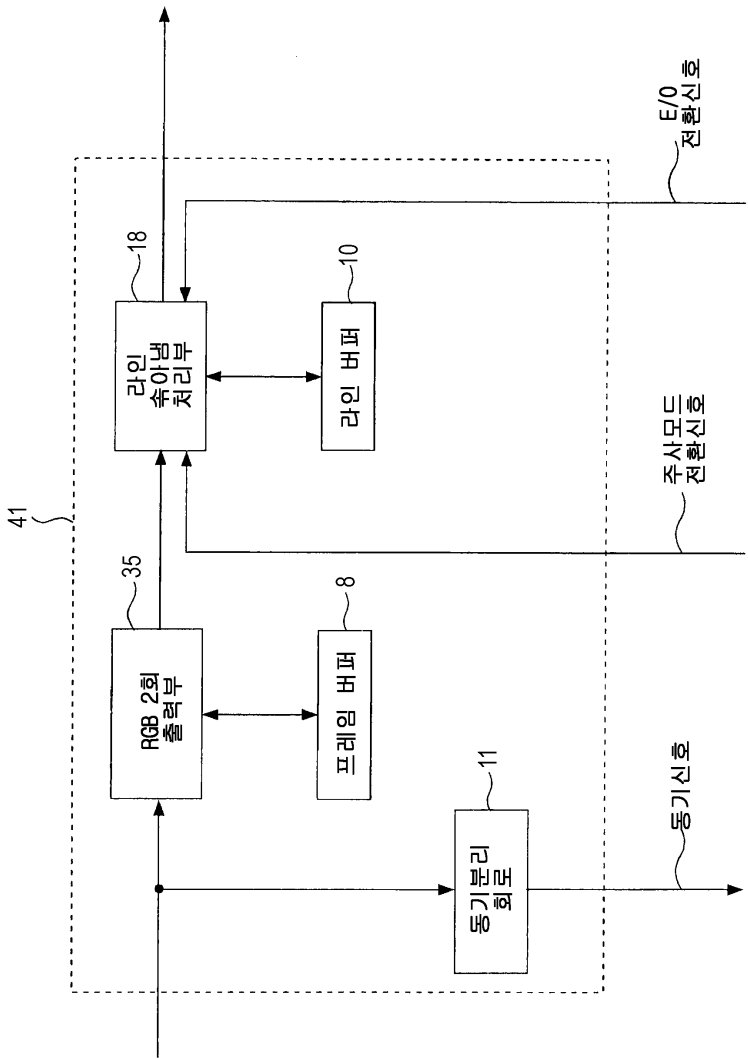 41
35
RGB 2회
출력부
18
라인
솎아냄
처리부
8
프레임 버퍼
10
라인 버퍼
11
동기분리
회로
동기신호
주사모드
전환신호
E/O
전환신호